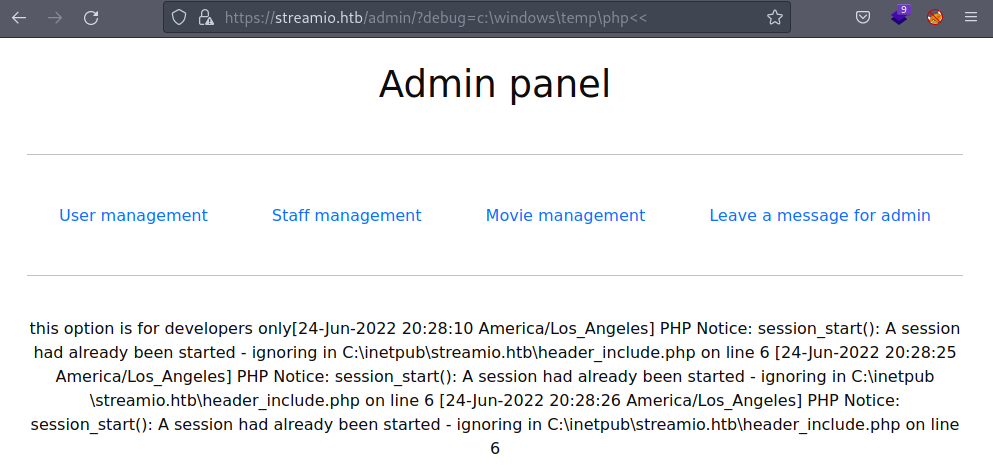 https://streamio.htb/admin/?debug=c:\windows\temp\php<<
9
Admin panel
User management Staff management Movie management Leave a message for admin
this option is for developers only[24-Jun-2022 20:28:10 America/Los_Angeles] PHP Notice: session_start(): A session
had already been started - ignoring in C:\inetpub\streamio.htb\header_include.php on line 6 [24-Jun-2022 20:28:25
America/Los_Angeles] PHP Notice: session_start(): A session had already been started - ignoring in C:\inetpub
\streamio.htb\header_include.php on line 6 [24-Jun-2022 20:28:26 America/Los_Angeles] PHP Notice:
session_start(): A session had already been started - ignoring in C:\inetpub\streamio.htb\header_include.php on line
6